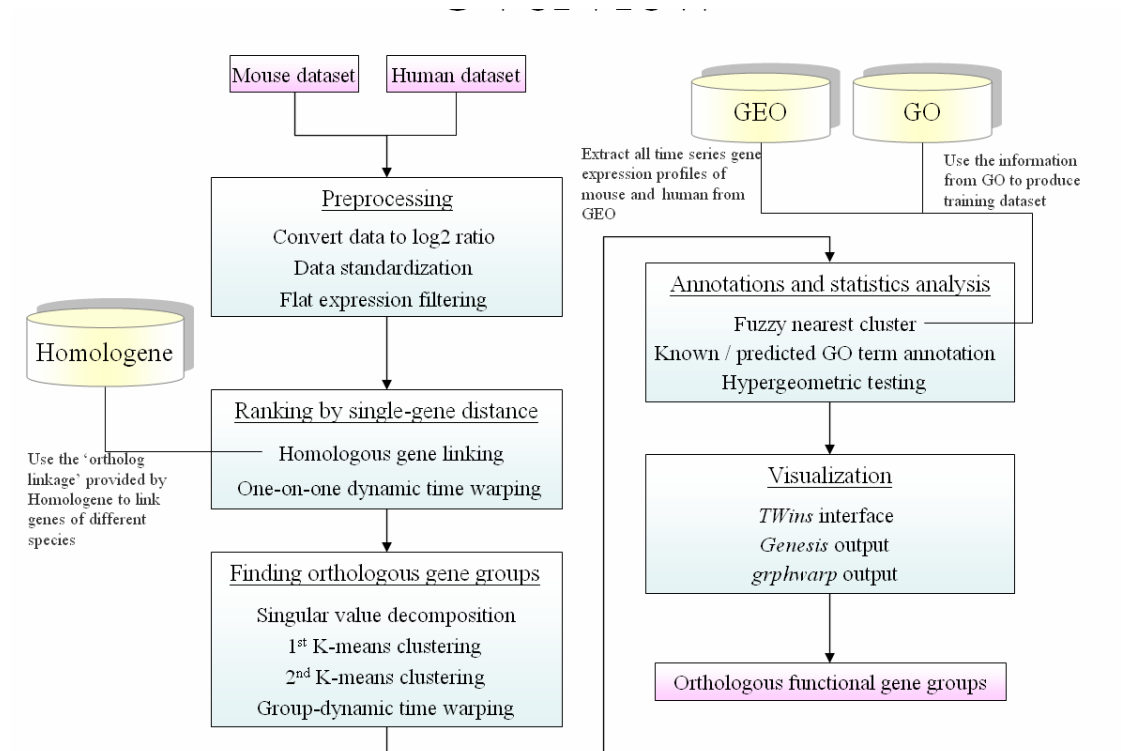 Mouse dataset
Human dataset
Preprocessing
Convert data to log2 ratio
Data standardization
Flat expression filtering
Homologene
Use the ‘ortholog
linkage’ provided by
Homologene to link
genes of different
species
Ranking by single-gene distance
Homologous gene linking
One-on-one dynamic time warping
Finding orthologous gene groups
Singular value decomposition
1st K-means clustering
2nd K-means clustering
Group-dynamic time warping
GEO
GO
Extract all time series gene
expression profiles of
mouse and human from
GEO
Use the information
from GO to produce
training dataset
Annotations and statistics analysis
Fuzzy nearest cluster
Known / predicted GO term annotation
Hypergeometric testing
Visualization
TWins interface
Genesis output
grphwarp output
Orthologous functional gene groups